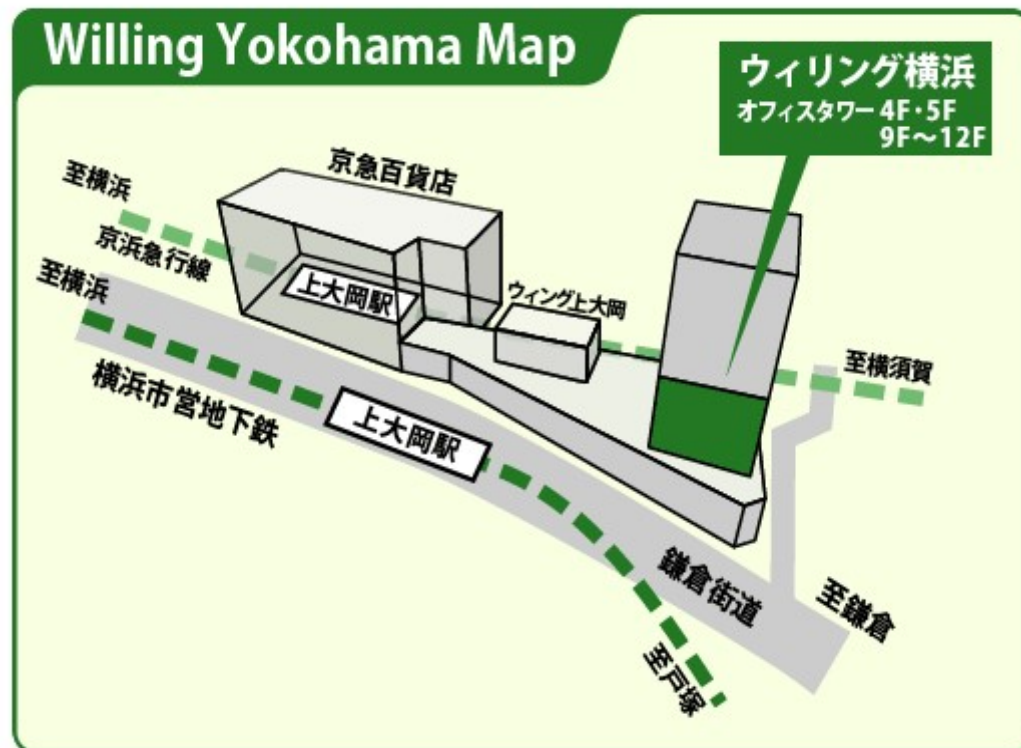 Willing Yokohama Map
ウィリング横浜
オフィスタワー 4F・5F
9F～12F
京急百貨店
至横浜
京浜急行線
至横浜
上大岡駅
ウィング上大岡
至横須賀
横浜市営地下鉄
上大岡駅
鎌倉街道
至鎌倉
至戸塚